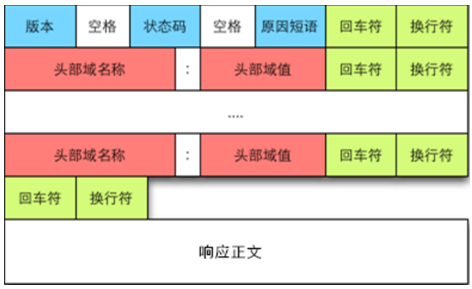 版本 空格 状态码 空格 原因短语 回车符 换行符
头部域名称 : 头部域值 回车符 换行符
....
头部域名称 : 头部域值 回车符 换行符
回车符 换行符
响应正文